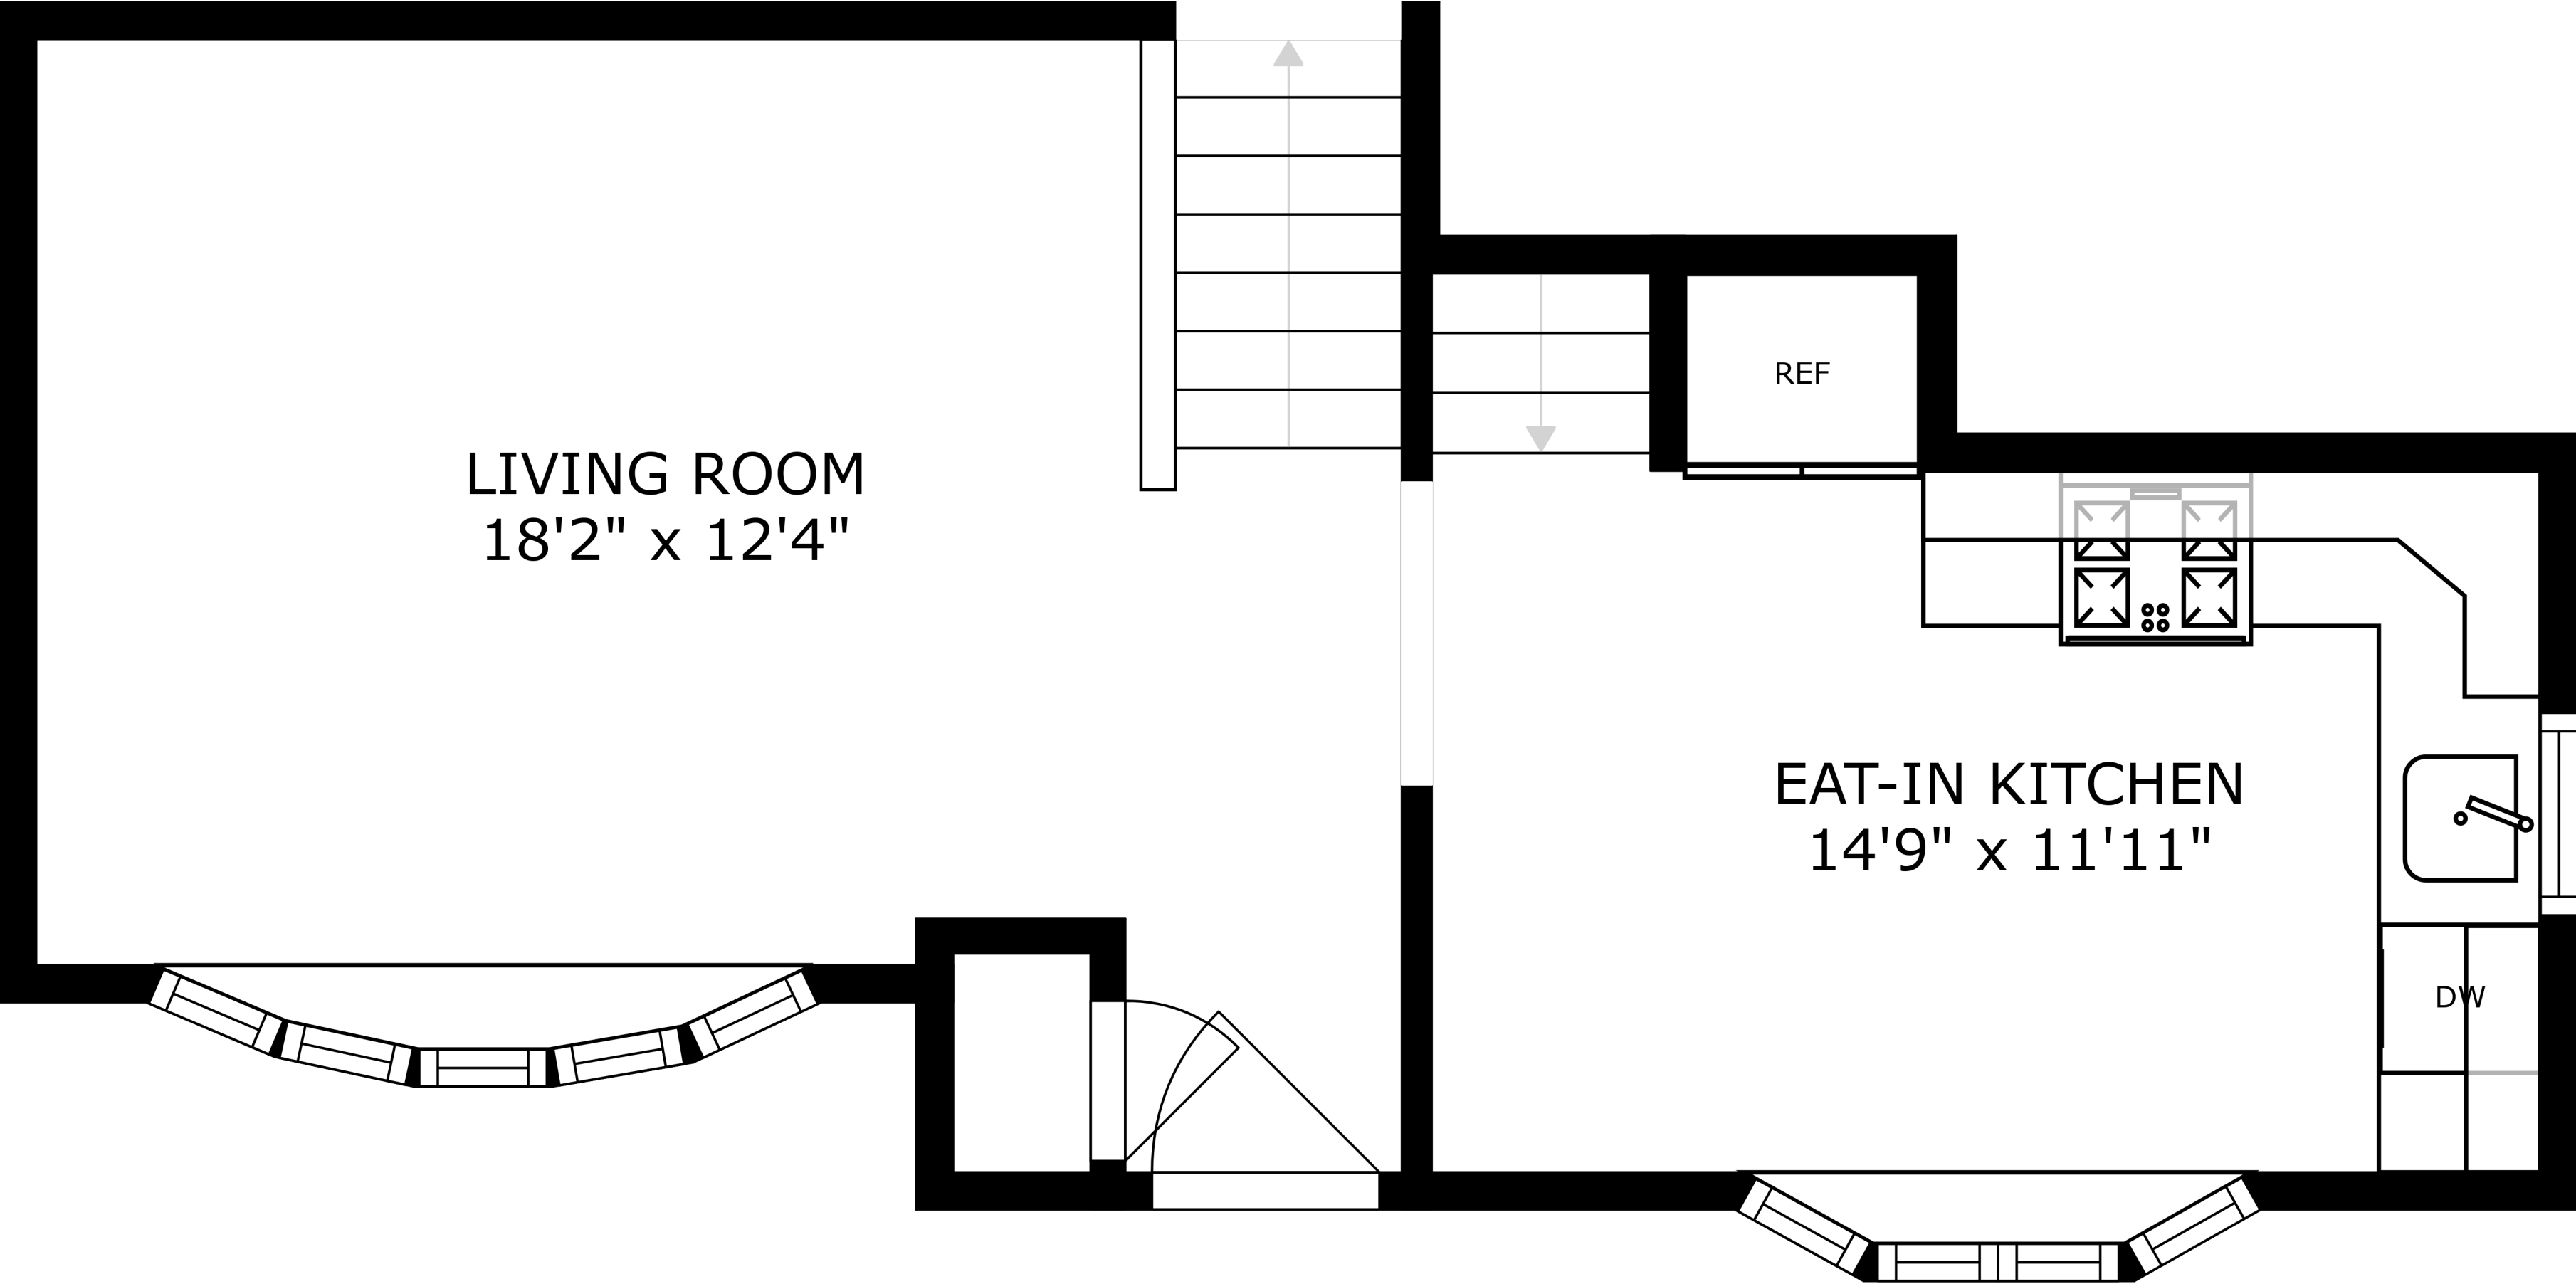 LIVING ROOM
18'2" x 12'4"
REF
EAT-IN KITCHEN
14'9" x 11'11"
DW